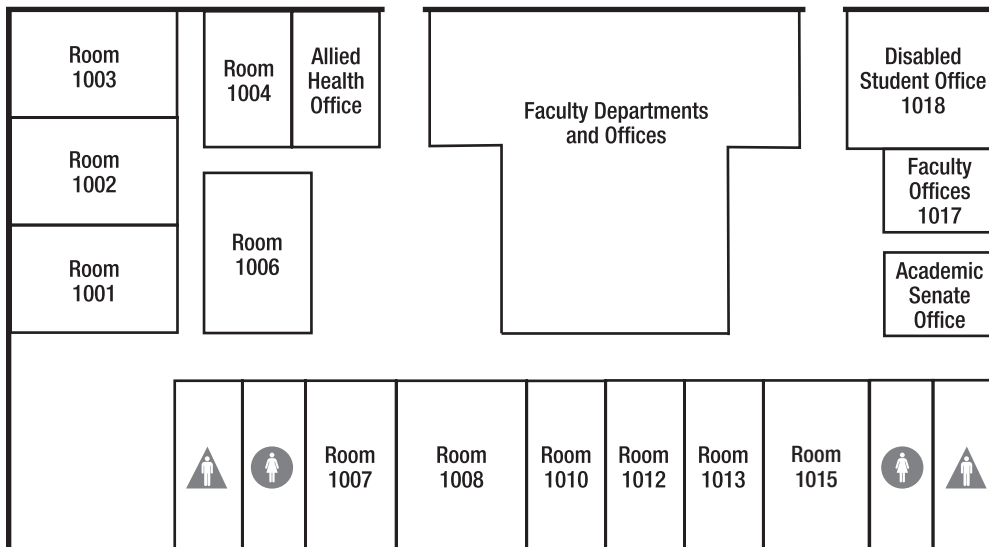 Room
1003
Room
1004
Allied
Health
Office
Faculty Departments
and Offices
Disabled
Student Office
1018
Room
1002
Faculty
Offices
1017
Room
1006
Room
1001
Academic
Senate
Office
Room
1007
Room
1008
Room
1010
Room
1012
Room
1013
Room
1015